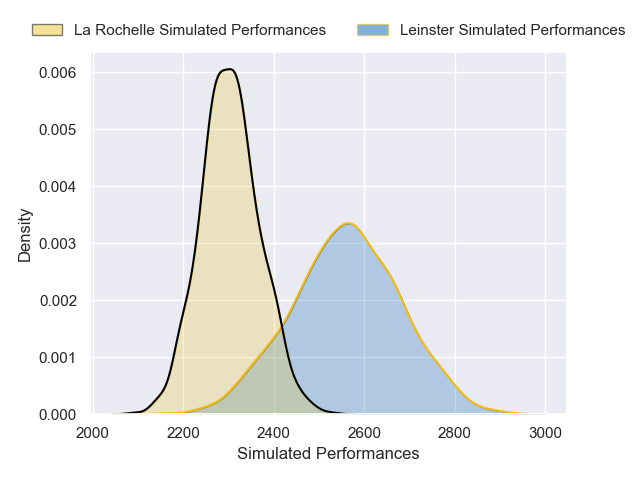 La Rochelle Simulated Performances
Leinster Simulated Performances
0.006
0.005
0.004
0.003
0.002
0.001
0.000
Density
2000 2200 2400 2600 2800 3000
Simulated Performances